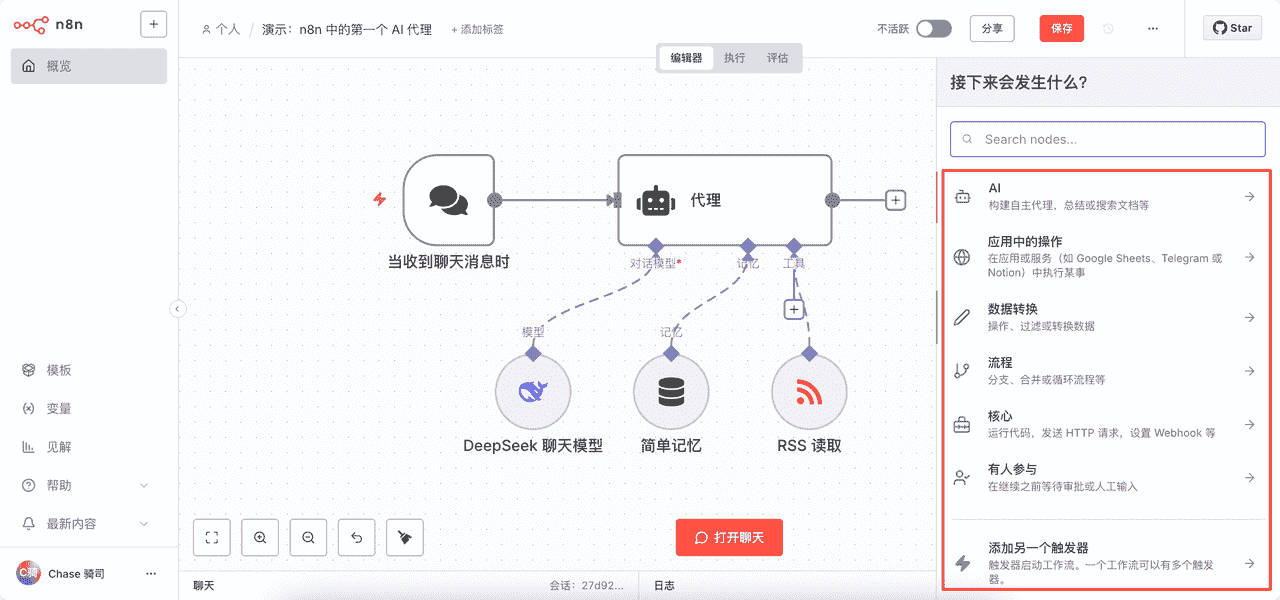 n8n
+
个人 / 演示：n8n 中的第一个 AI 代理 + 添加标签
不活跃
分享
保存
Star
概览
编辑器 执行 评估
接下来会发生什么？
Search nodes...
AI
构建自主代理，总结或搜索文档等
应用中的操作
在应用或服务（如 Google Sheets、Telegram 或
Notion）中执行某事
数据转换
操作、过滤或转换数据
流程
分支、合并或循环流程等
核心
运行代码，发送 HTTP 请求，设置 Webhook 等
有人参与
在继续之前等待审批或人工输入
添加另一个触发器
触发器启动工作流。一个工作流可以有多个触发
器。
代理
当收到聊天消息时
对话模型*
记忆
工具
模型
记忆
DeepSeek 聊天模型
简单记忆
RSS 读取
模板
变量
见解
帮助
最新内容
C骑
Chase 骑司
打开聊天
聊天
会话：27d92...
日志